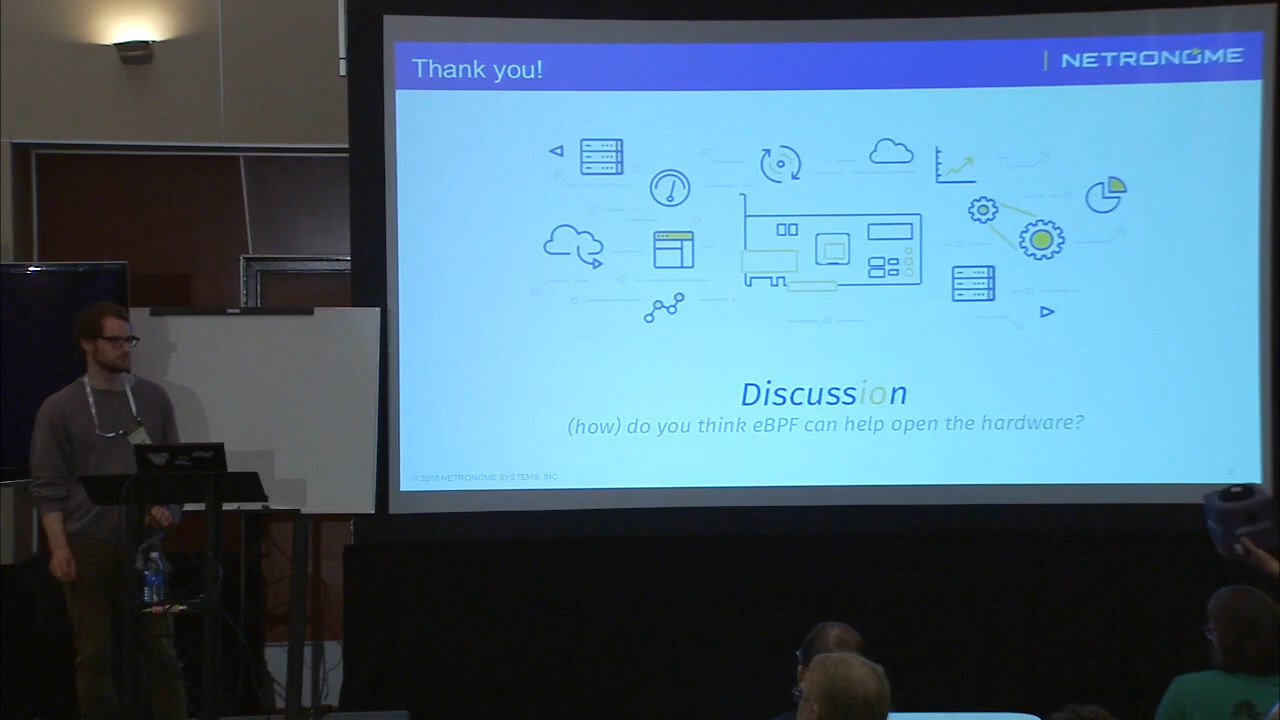 Thank you!
NETRONOME
Discussion
(how) do you think eBPF can help open the hardware?
© 2018 NETRONOME SYSTEMS, INC.